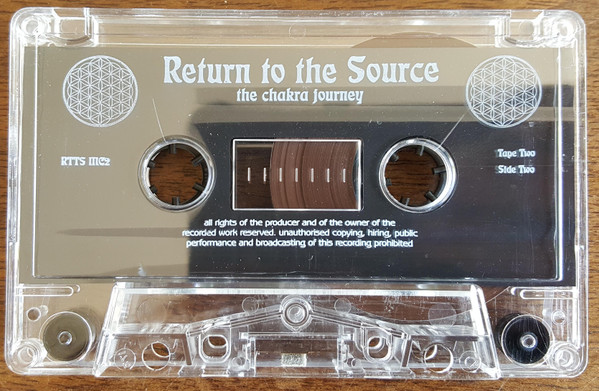 Return to the Source
the chakra journey
RTTS MC2
Tape Two
Side Two
all rights of the producer and of the owner of the
recorded work reserved. unauthorised copying, hiring, public
performance and broadcasting of this recording prohibited